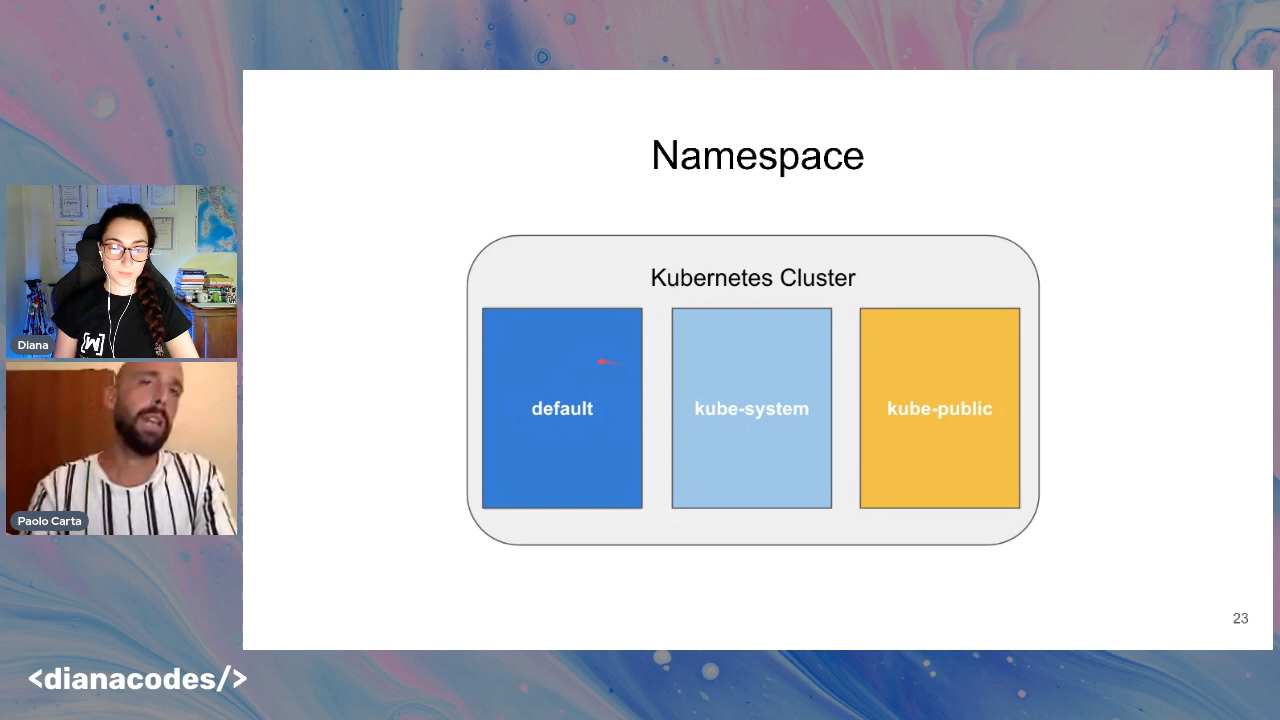 Namespace
Kubernetes Cluster
default
kube-system
kube-public
23
Diana
Paolo Carta
<dianacodes/>